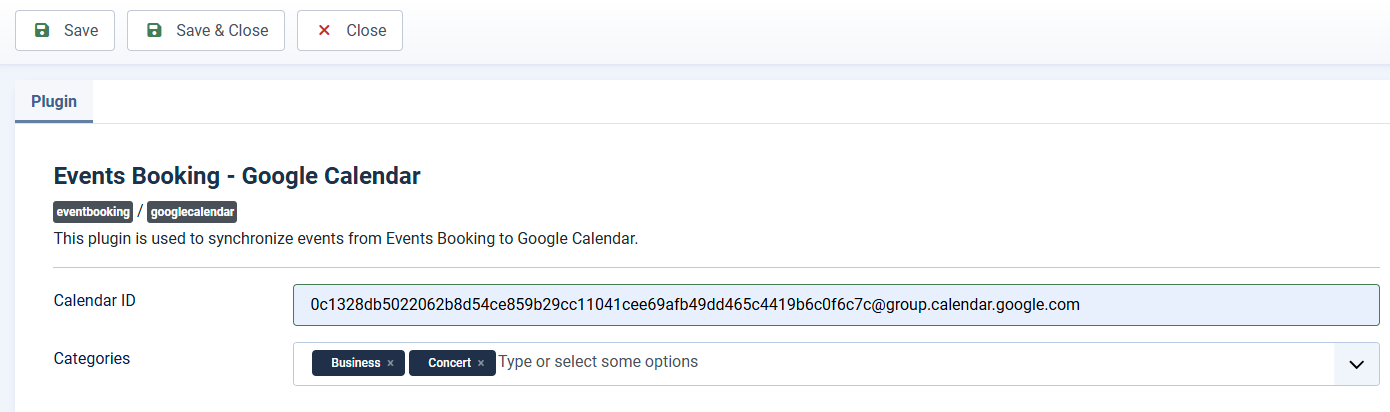 Save Save & Close Close
Plugin
Events Booking - Google Calendar
eventbooking / googlecalendar
This plugin is used to synchronize events from Events Booking to Google Calendar.
Calendar ID 0c1328db5022062b8d54ce859b29cc11041cee69afb49dd465c4419b6c0f6c7c@group.calendar.google.com
Categories Business × Concert × Type or select some options